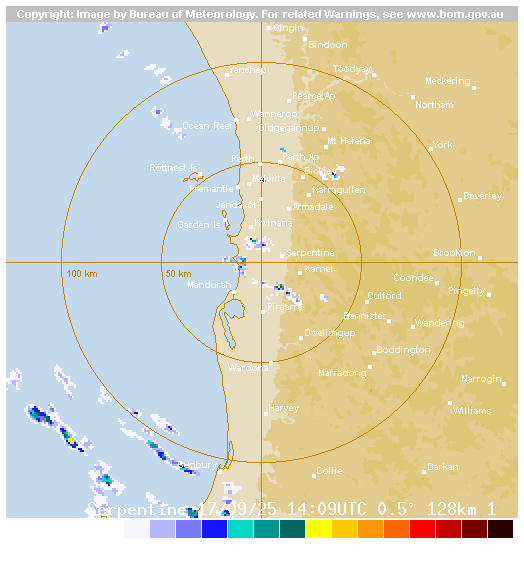 Copyright: Image by Bureau of Meteorology. For related Warnings, see www.bom.gov.au
Gingin
Bindoon
Yanchep
Toodyay
Meckering
Pearce Ap
Northam
Wanneroo
Ocean Reef
Gidgegannup
Mt Helena
York
Perth
Perth Ap
Rottnest Is
Bickley
Melville
Fremantle
Karragullen
Beverley
Jandakot
Armadale
Garden Is
Kwinana
Serpentine
Brookton
100 km
50 km
Karnet
Mandurah
Coondee
Pingelly
Culford
Pinjarra
Bannister
Wandering
Dwellingup
Boddington
Waroona
Marradong
Narrogin
Harvey
Williams
Bunbury
Collie
Darkan
Serpentine 17/09/25 14:09UTC 0.5° 128km 1